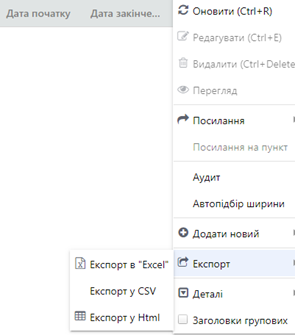 Дата початку Дата закінче...
Оновити (Ctrl+R)
Редагувати (Ctrl+E)
Видалити (Ctrl+Delete
Перегляд
Посилання
Посилання на пункт
Аудит
Автопідбір ширини
Додати новий
Експорт
Експорт в "Excel"
Експорт у CSV
Експорт у Html
Деталі
Заголовки групових